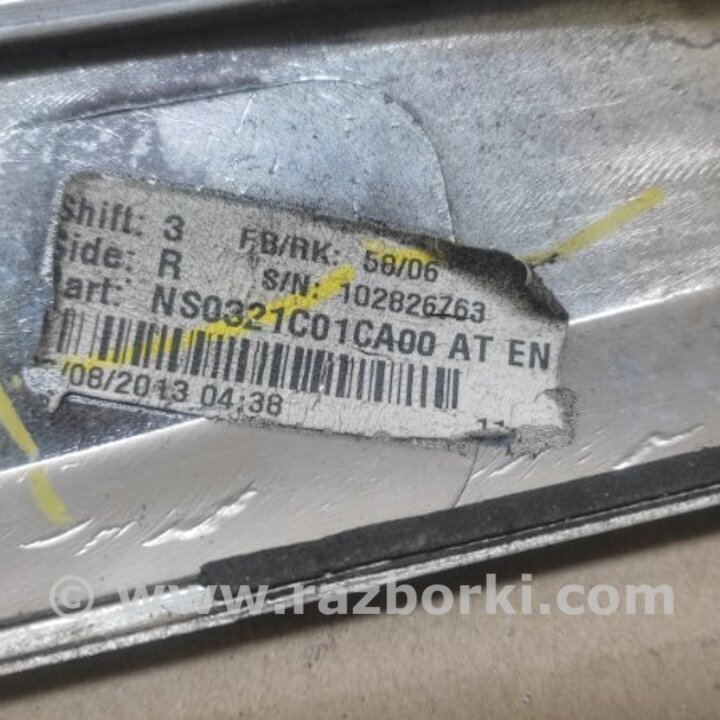 Shift: 3 FB/RK: 58/06
Side: R S/N: 102826763
art: NS0321C01CA00 AT EN
/08/2013 04:38
© www.razborki.com